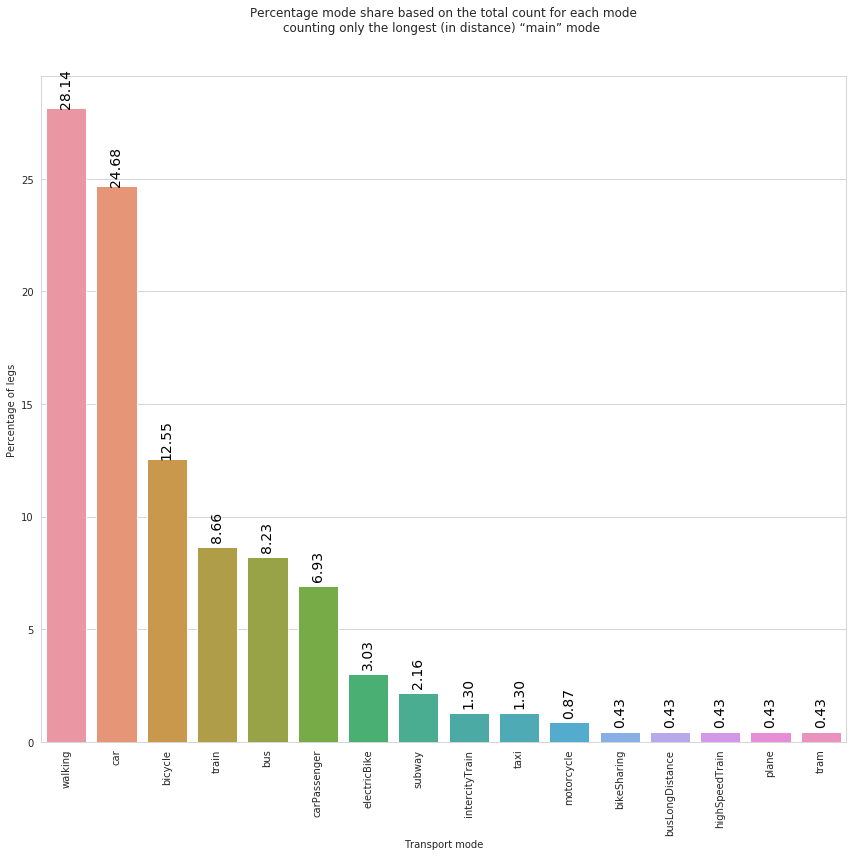 Percentage mode share based on the total count for each mode
counting only the longest (in distance) “main” mode
28.14
24.68
12.55
8.66
8.23
6.93
3.03
2.16
1.30
1.30
0.87
0.43
0.43
0.43
0.43
0.43
25
20
15
10
5
0
Percentage of legs
walking
car
bicycle
train
bus
carPassenger
electricBike
subway
intercityTrain
taxi
motorcycle
bikeSharing
busLongDistance
highSpeedTrain
plane
tram
Transport mode